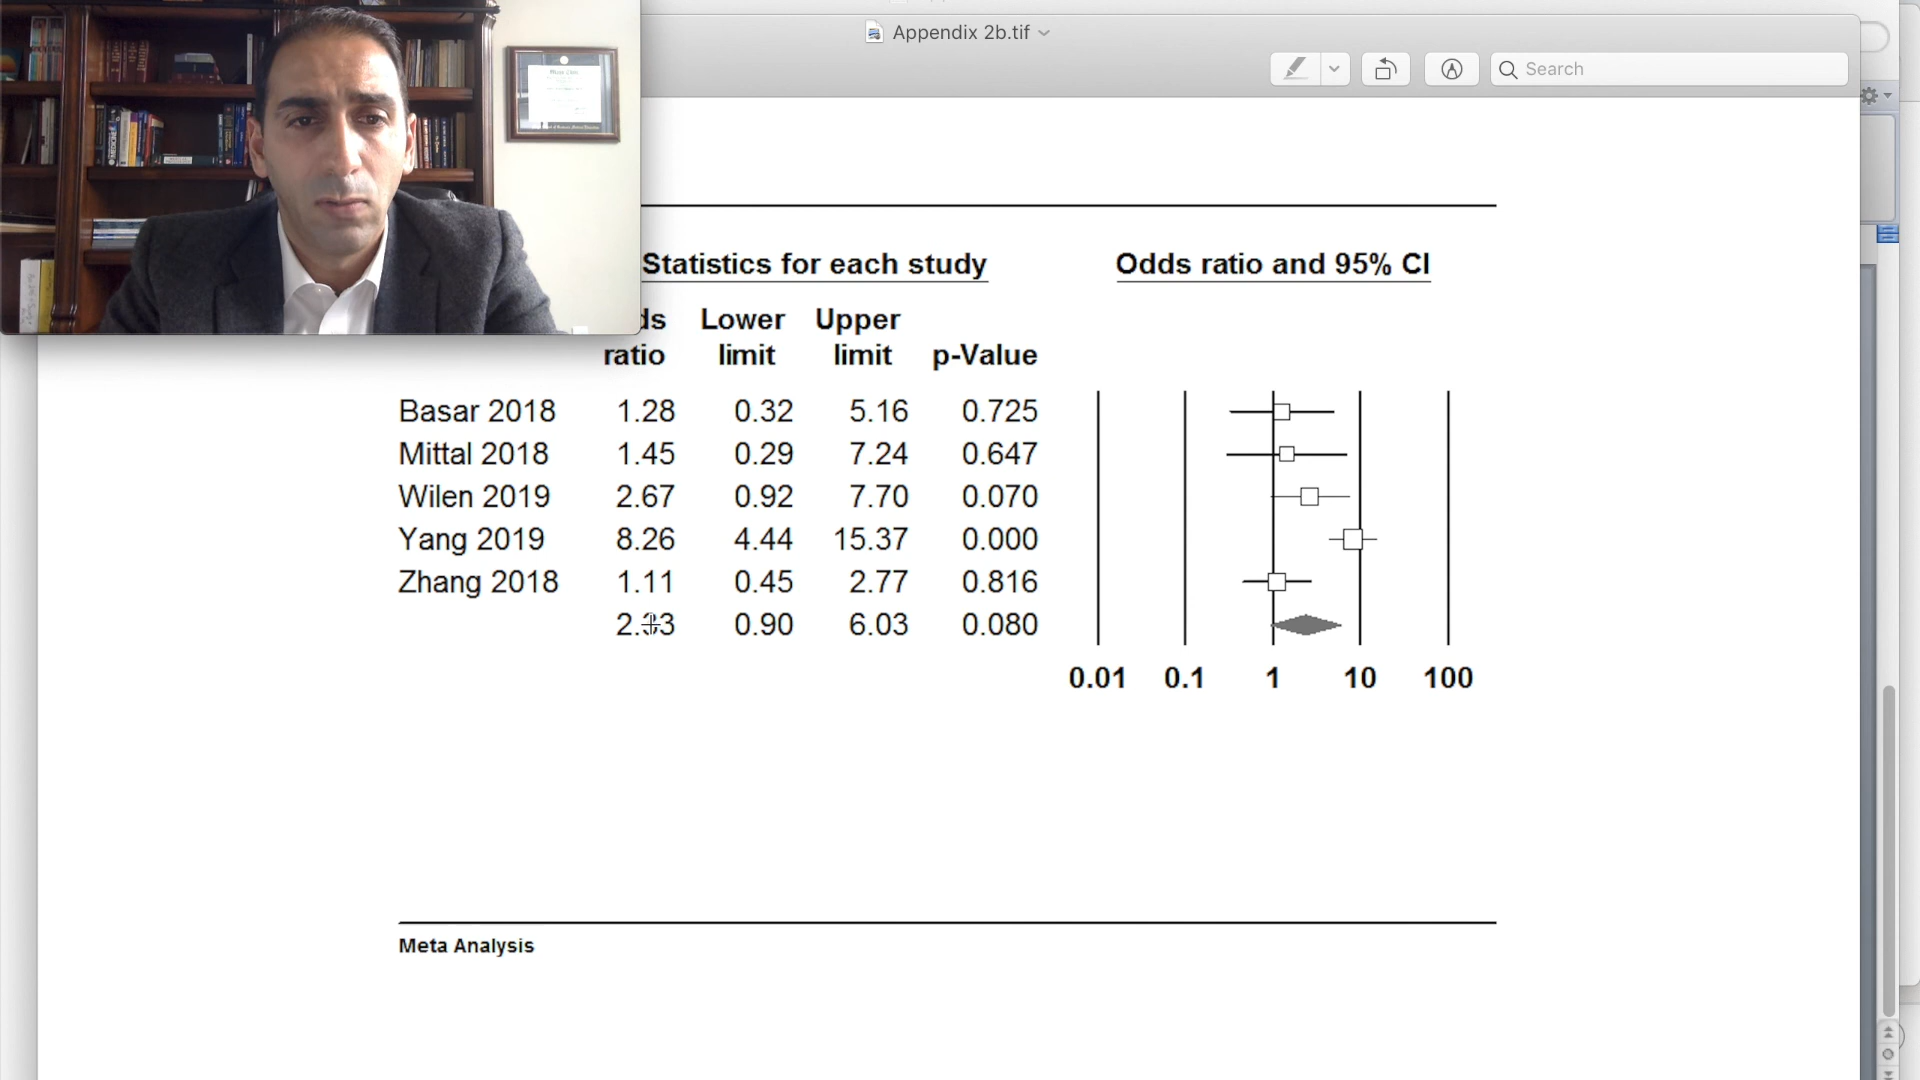 Appendix 2b.tif
Search
Statistics for each study
Odds ratio and 95% CI
Lower Upper
ratio limit limit p-Value
Basar 2018 1.28 0.32 5.16 0.725
Mittal 2018 1.45 0.29 7.24 0.647
Wilen 2019 2.67 0.92 7.70 0.070
Yang 2019 8.26 4.44 15.37 0.000
Zhang 2018 1.11 0.45 2.77 0.816
0.90 6.03 0.080
0.01 0.1 1 10 100
Meta Analysis